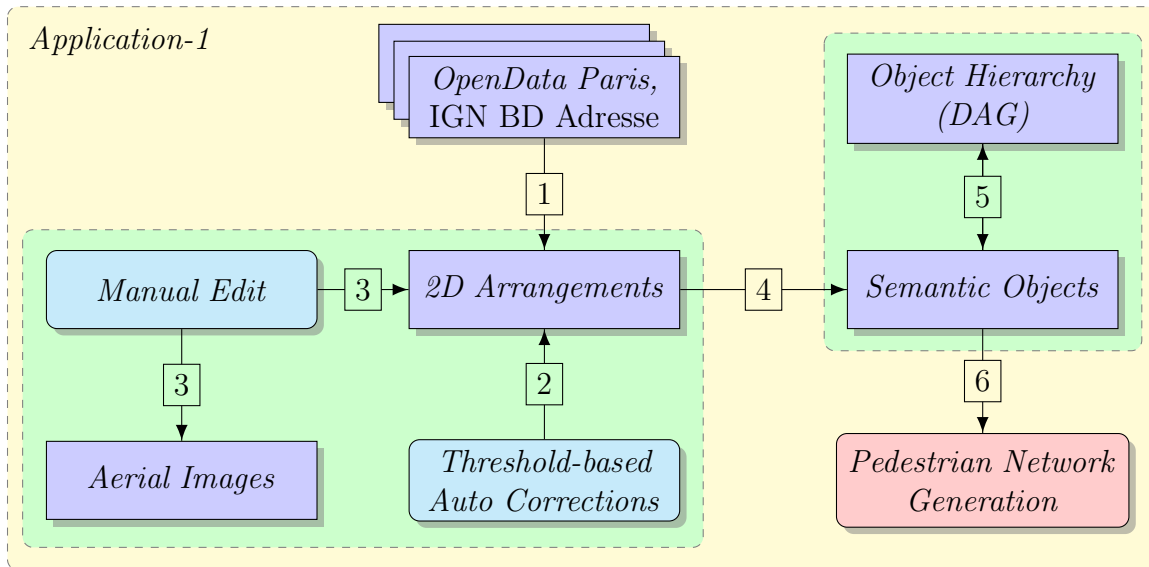 Application-1
OpenData Paris,
IGN BD Adresse
Object Hierarchy
(DAG)
1
5
Manual Edit
3
2D Arrangements
4
Semantic Objects
3
2
6
Aerial Images
Threshold-based
Auto Corrections
Pedestrian Network
Generation